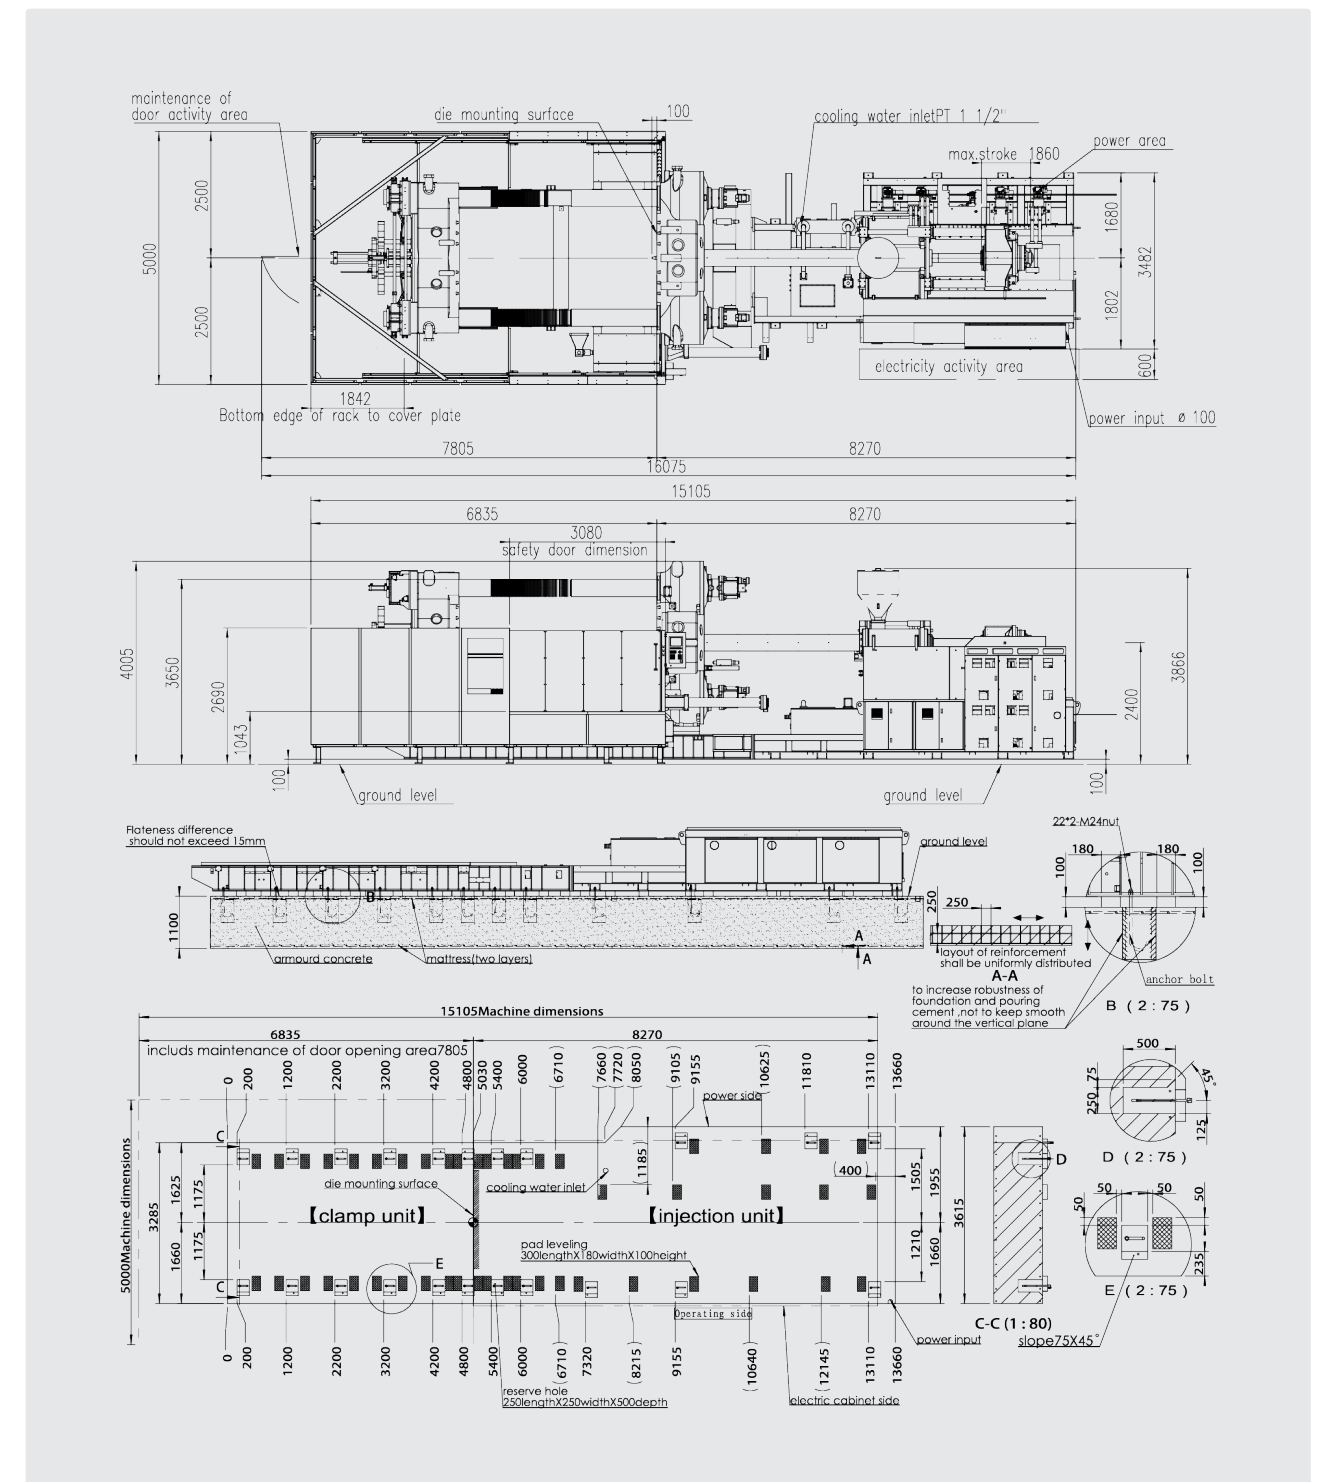 maintenance of
door activity area
die mounting surface
100
cooling water inletPT 1 1/2"
max.stroke 1860
power area
5000
2500
2500
1680
3482
1802
600
electricity activity area
1842
Bottom edge of rack to cover plate
power input ø 100
7805
8270
16075
15105
6835
8270
3080
safety door dimension
4005
3650
2690
1043
100
3866
2400
100
ground level
ground level
Flateness difference
should not exceed 15mm
ground level
22*2-M24nut
180
180
100
100
B
1100
250
250
A
A
armourd concrete
mattress(two layers)
layout of reinforcement
shall be uniformly distributed
A-A
anchor bolt
to increase robustness of
foundation and pouring
cement ,not to keep smooth
around the vertical plane
B ( 2 : 75 )
15105Machine dimensions
6835
8270
includs maintenance of door opening area7805
0
200
1200
2200
3200
4200
4800
5030
5400
6000
(6710)
(7660)
(7720)
(8050)
(9105)
9155
(10625)
11810
13110
13660
power side
500
75
250
45°
125
D ( 2 : 75 )
5000Machine dimensions
3285
1625
1660
1175
1175
C
C
die mounting surface
cooling water inlet
(1185)
(400)
1505
1955
1210
1660
3615
D
【clamp unit】
【injection unit】
pad leveling
300lengthX180widthX100height
E
50
50
50
50
235
E ( 2 : 75 )
Operating side
C-C (1 : 80)
slope75X45°
power input
0
200
1200
2200
3200
4200
4800
5400
6000
(6710)
7320
(8215)
9155
(10640)
(12145)
13110
13660
reserve hole
250lengthX250widthX500depth
electric cabinet side